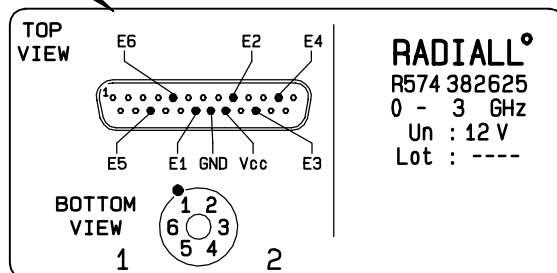 TOP
VIEW
E6 E2 E4
1
E5 E1 GND Vcc E3
BOTTOM
VIEW
1 2
6 3
5 4
1 2
RADIALL°
R574 382625
0 - 3 GHz
Un : 12 V
Lot : ----